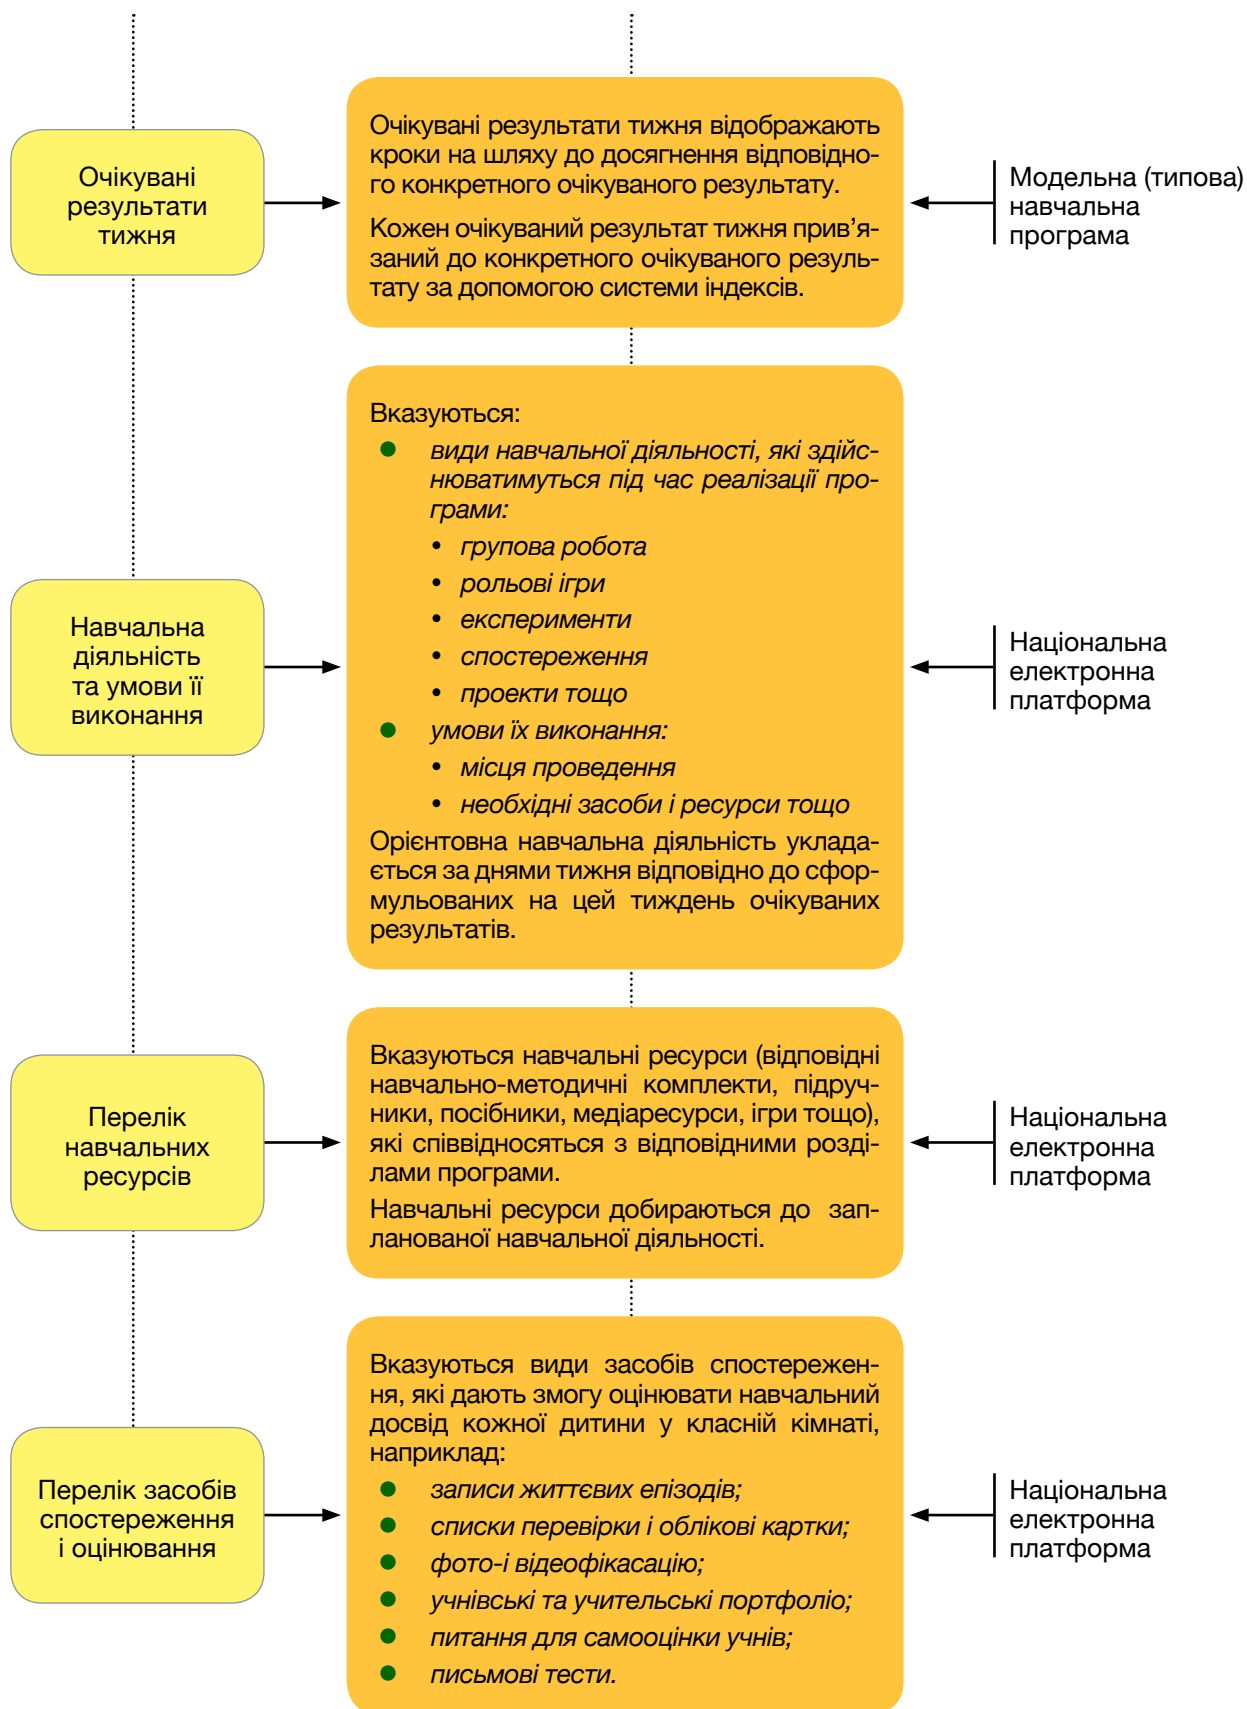 Очікувані
результати
тижня
Очікувані результати тижня відображають
кроки на шляху до досягнення відповідно-
го конкретного очікуваного результату.
Кожен очікуваний результат тижня прив’я-
заний до конкретного очікуваного резуль-
тату за допомогою системи індексів.
Модельна (типова)
навчальна
програма
Навчальна
діяльність
та умови її
виконання
Вказуються:
● види навчальної діяльності, які здійс-
нюватимуться під час реалізації про-
грами:
• групова робота
• рольові ігри
• експерименти
• спостереження
• проекти тощо
● умови їх виконання:
• місця проведення
• необхідні засоби і ресурси тощо
Орієнтовна навчальна діяльність уклада-
ється за днями тижня відповідно до сфор-
мульованих на цей тиждень очікуваних
результатів.
Національна
електронна
платформа
Перелік
навчальних
ресурсів
Вказуються навчальні ресурси (відповідні
навчально-методичні комплекти, підруч-
ники, посібники, медіаресурси, ігри тощо),
які співвідносяться з відповідними розді-
лами програми.
Навчальні ресурси добираються до зап-
ланованої навчальної діяльності.
Національна
електронна
платформа
Перелік засобів
спостереження
і оцінювання
Вказуються види засобів спостережен-
ня, які дають змогу оцінювати навчальний
досвід кожної дитини у класній кімнаті,
наприклад:
● записи життєвих епізодів;
● списки перевірки і облікові картки;
● фото-і відеофікасацію;
● учнівські та учительські портфоліо;
● питання для самооцінки учнів;
● письмові тести.
Національна
електронна
платформа